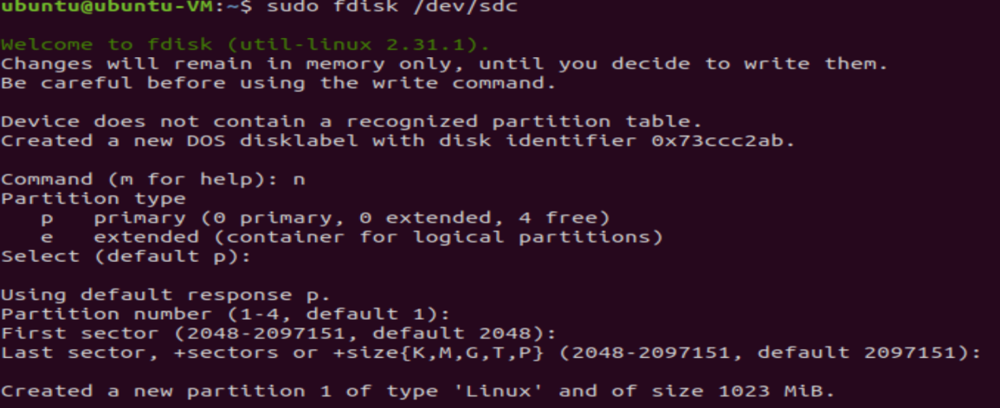 ubuntu@ubuntu-VM:~$ sudo fdisk /dev/sdc
Welcome to fdisk (util-linux 2.31.1).
Changes will remain in memory only, until you decide to write them.
Be careful before using the write command.
Device does not contain a recognized partition table.
Created a new DOS disklabel with disk identifier 0x73ccc2ab.
Command (m for help): n
Partition type
   p   primary (0 primary, 0 extended, 4 free)
   e   extended (container for logical partitions)
Select (default p):
Using default response p.
Partition number (1-4, default 1):
First sector (2048-2097151, default 2048):
Last sector, +sectors or +size{K,M,G,T,P} (2048-2097151, default 2097151):
Created a new partition 1 of type 'Linux' and of size 1023 MiB.